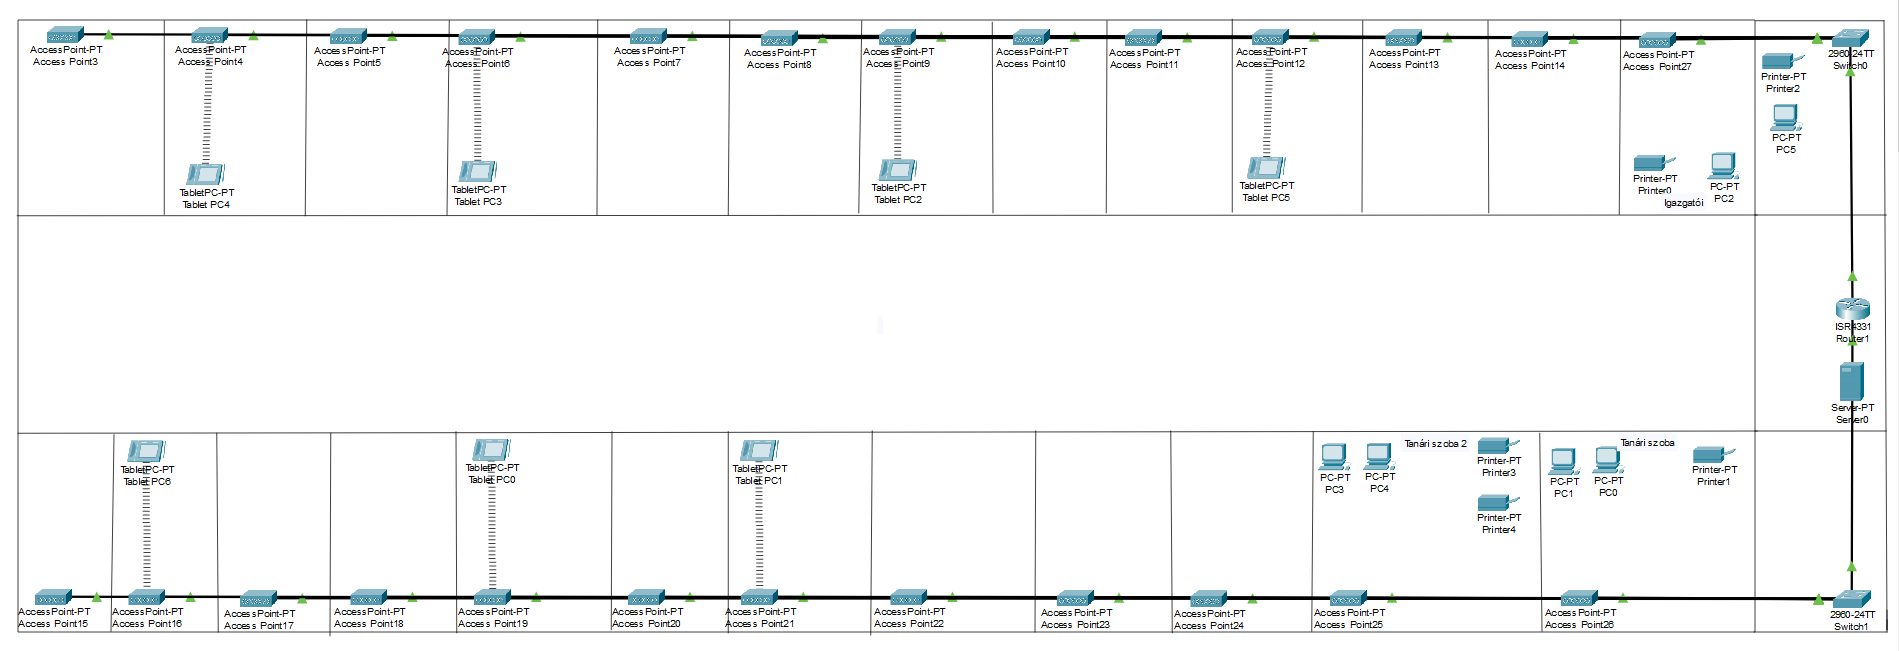 AccessPoint-PT
Access Point3
AccessPoint-PT
Access Point4
AccessPoint-PT
Access Point5
AccessPoint-PT
Access Point6
AccessPoint-PT
Access Point7
AccessPoint-PT
Access Point8
AccessPoint-PT
Access Point9
AccessPoint-PT
Access Point10
AccessPoint-PT
Access Point11
AccessPoint-PT
Access Point12
AccessPoint-PT
Access Point13
AccessPoint-PT
Access Point14
AccessPoint-PT
Access Point27
2960-24TT
Switch0
Printer-PT
Printer2
PC-PT
PC5
TabletPC-PT
Tablet PC4
TabletPC-PT
Tablet PC3
TabletPC-PT
Tablet PC2
TabletPC-PT
Tablet PC5
Printer-PT
Printer0
PC-PT
PC2
Igazgatói
ISR4331
Router1
Server-PT
Server0
TabletPC-PT
Tablet PC6
TabletPC-PT
Tablet PC0
TabletPC-PT
Tablet PC1
PC-PT
PC3
PC-PT
PC4
Tanári szoba 2
Printer-PT
Printer3
Printer-PT
Printer4
PC-PT
PC1
PC-PT
PC0
Tanári szoba
Printer-PT
Printer1
AccessPoint-PT
Access Point15
AccessPoint-PT
Access Point16
AccessPoint-PT
Access Point17
AccessPoint-PT
Access Point18
AccessPoint-PT
Access Point19
AccessPoint-PT
Access Point20
AccessPoint-PT
Access Point21
AccessPoint-PT
Access Point22
AccessPoint-PT
Access Point23
AccessPoint-PT
Access Point24
AccessPoint-PT
Access Point25
AccessPoint-PT
Access Point26
2960-24TT
Switch1